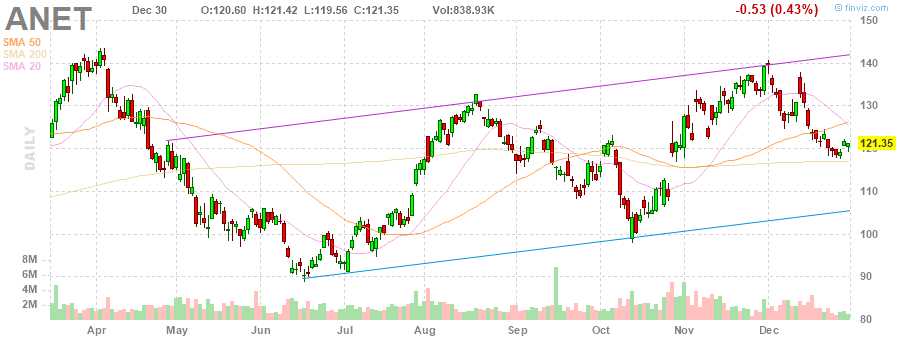 ANET Dec 30 O:120.60 H:121.42 L:119.56 C:121.35 Vol:838.93K -0.53 (0.43%) © finviz.com
SMA 50
SMA 200
SMA 20
DAILY
150
140
130
121.35
120
110
100
90
80
8M
6M
4M
2M
Apr May Jun Jul Aug Sep Oct Nov Dec